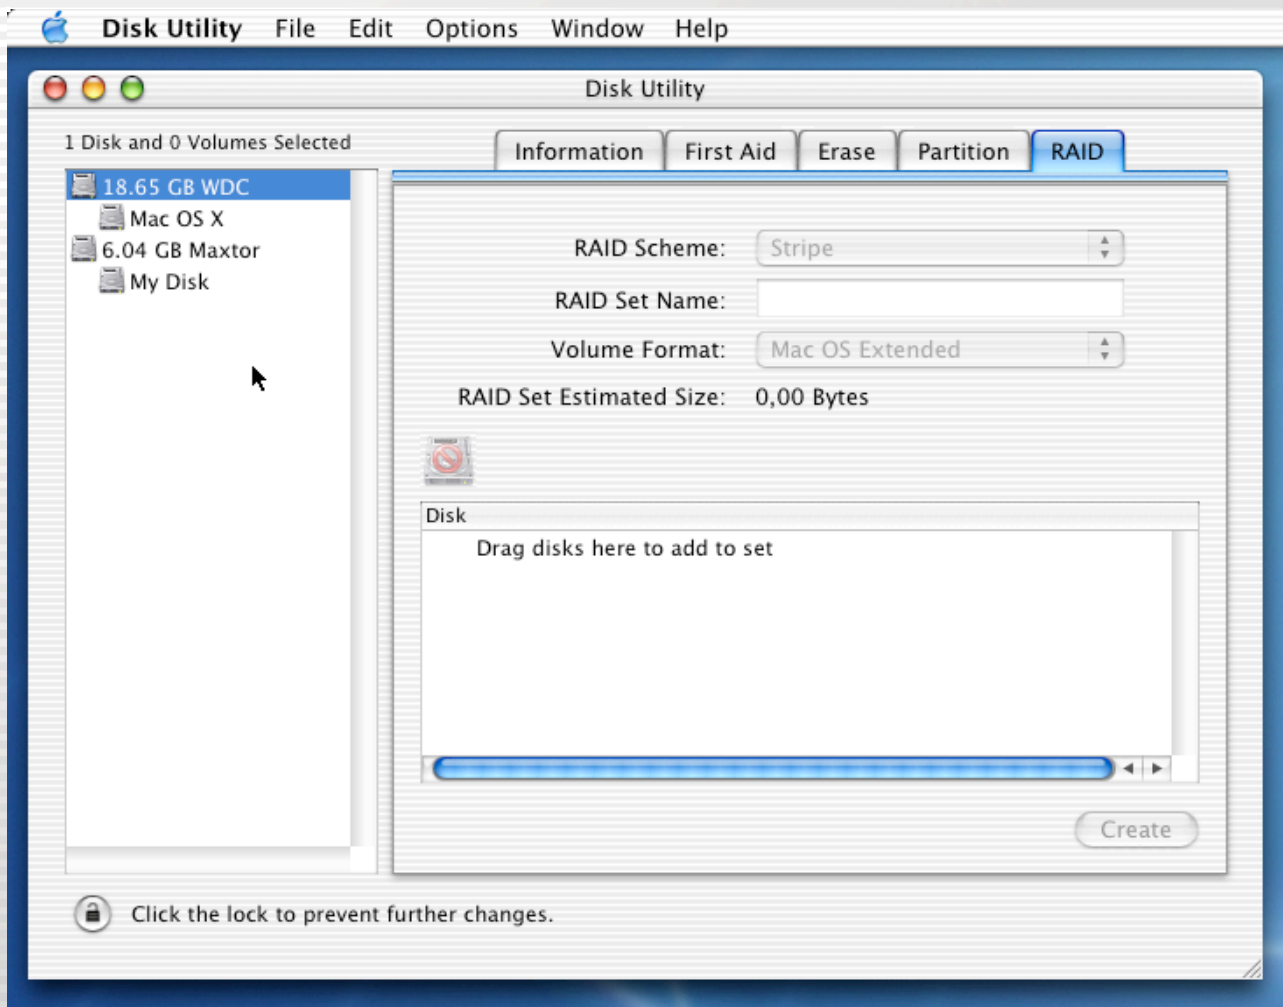 Disk Utility File Edit Options Window Help
Disk Utility
1 Disk and 0 Volumes Selected
Information First Aid Erase Partition RAID
18.65 GB WDC
Mac OS X
6.04 GB Maxtor
My Disk
RAID Scheme: Stripe
RAID Set Name:
Volume Format: Mac OS Extended
RAID Set Estimated Size: 0,00 Bytes
Disk
Drag disks here to add to set
Create
Click the lock to prevent further changes.